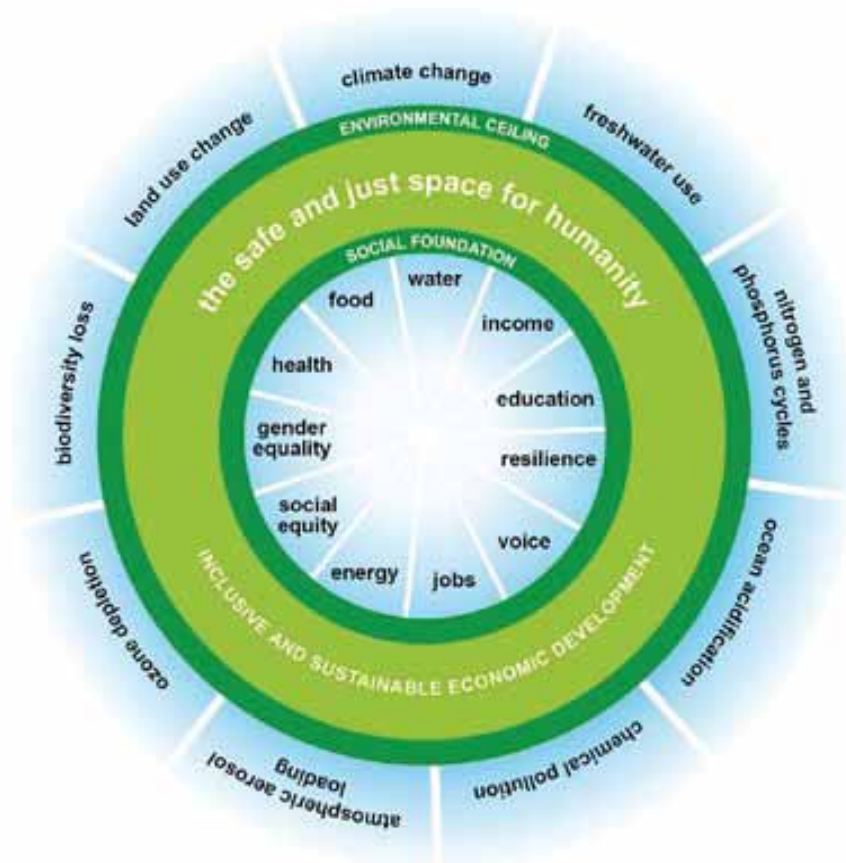 climate change
freshwater use
nitrogen and
phosphorus cycles
ocean acidification
chemical pollution
atmospheric aerosol
loading
ozone depletion
biodiversity loss
land use change
ENVIRONMENTAL CEILING
the safe and just space for humanity
SOCIAL FOUNDATION
water
income
education
resilience
voice
jobs
energy
social
equity
gender
equality
health
food
INCLUSIVE AND SUSTAINABLE ECONOMIC DEVELOPMENT